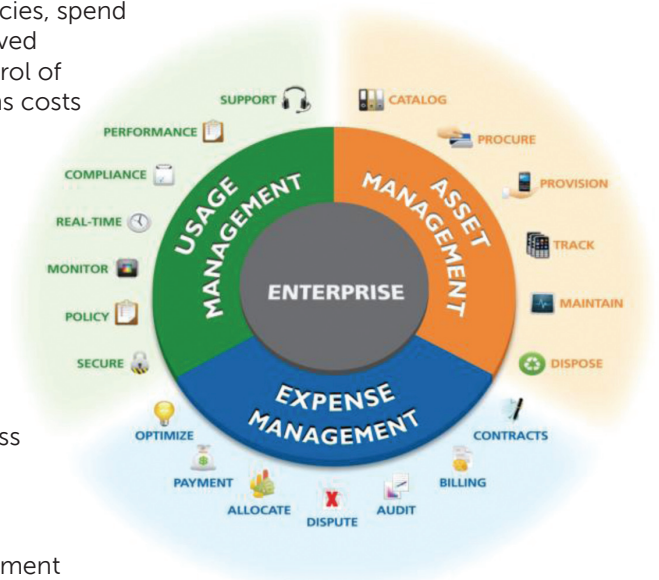 cies, spend
ved
rol of
s costs
SUPPORT
CATALOG
PERFORMANCE
PROCURE
COMPLIANCE
PROVISION
REAL-TIME
TRACK
MONITOR
MAINTAIN
POLICY
DISPOSE
SECURE
USAGE
MANAGEMENT
ASSET
MANAGEMENT
ENTERPRISE
EXPENSE
MANAGEMENT
OPTIMIZE
CONTRACTS
PAYMENT
BILLING
ALLOCATE
AUDIT
DISPUTE
ss
ment